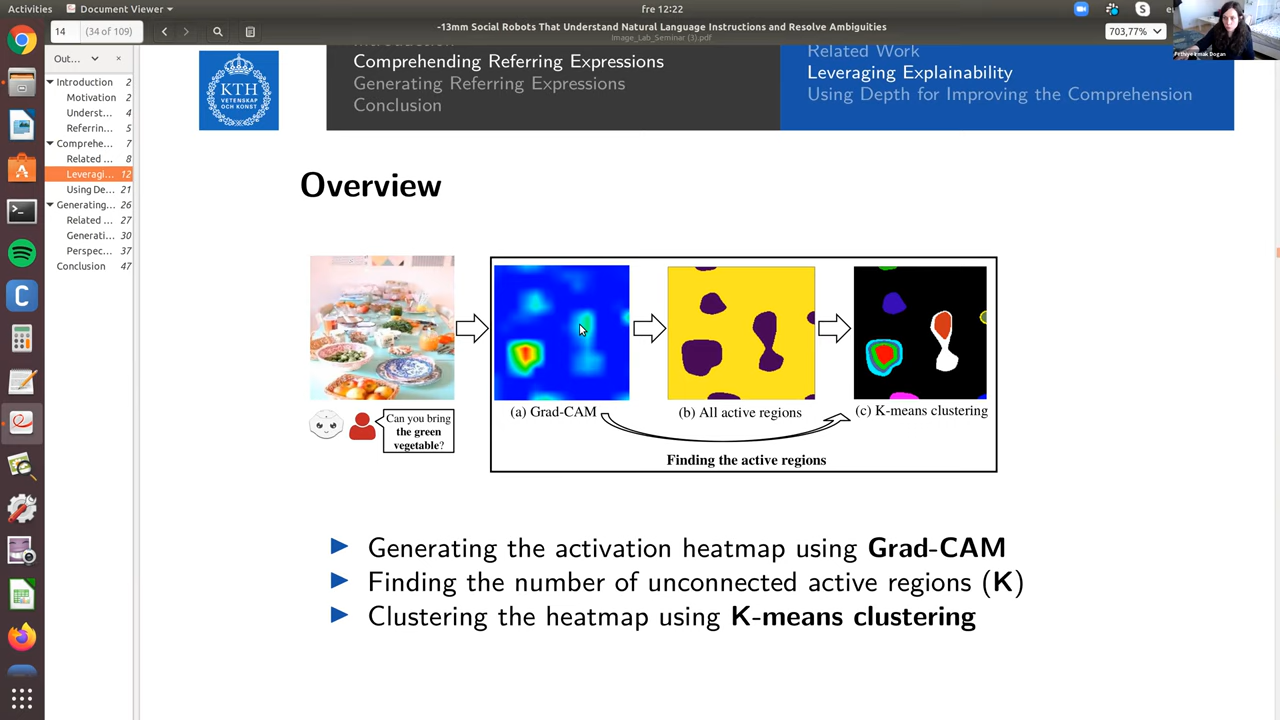 Activities
Document Viewer
fre 12:22
14
(34 of 109)
-13mm Social Robots That Understand Natural Language Instructions and Resolve Ambiguities
Image_Lab_Seminar (3).pdf
703,77%
Out...
Introduction 2
Motivation 2
Underst... 4
Referrin... 5
Comprehe... 7
Related ... 8
Leveragi... 12
Using De... 21
Generating... 26
Related ... 27
Generati... 30
Perspec... 37
Conclusion 47
KTH
VETENSKAP
OCH KONST
Comprehending Referring Expressions
Generating Referring Expressions
Conclusion
Related Work
Leveraging Explainability
Using Depth for Improving the Comprehension
Overview
Can you bring
the green
vegetable?
(a) Grad-CAM
(b) All active regions
(c) K-means clustering
Finding the active regions
Generating the activation heatmap using Grad-CAM
Finding the number of unconnected active regions (K)
Clustering the heatmap using K-means clustering